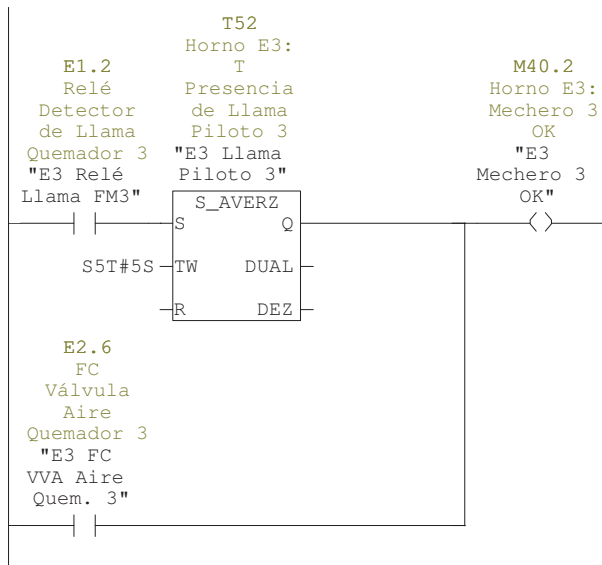 T52
Horno E3:
T
Presencia
de Llama
Piloto 3
"E3 Llama
Piloto 3"
E1.2
Relé
Detector
de Llama
Quemador 3
"E3 Relé
Llama FM3"
M40.2
Horno E3:
Mechero 3
OK
"E3
Mechero 3
OK"
S_AVERZ
S Q
S5T#5S TW DUAL
R DEZ
E2.6
FC
Válvula
Aire
Quemador 3
"E3 FC
VVA Aire
Quem. 3"